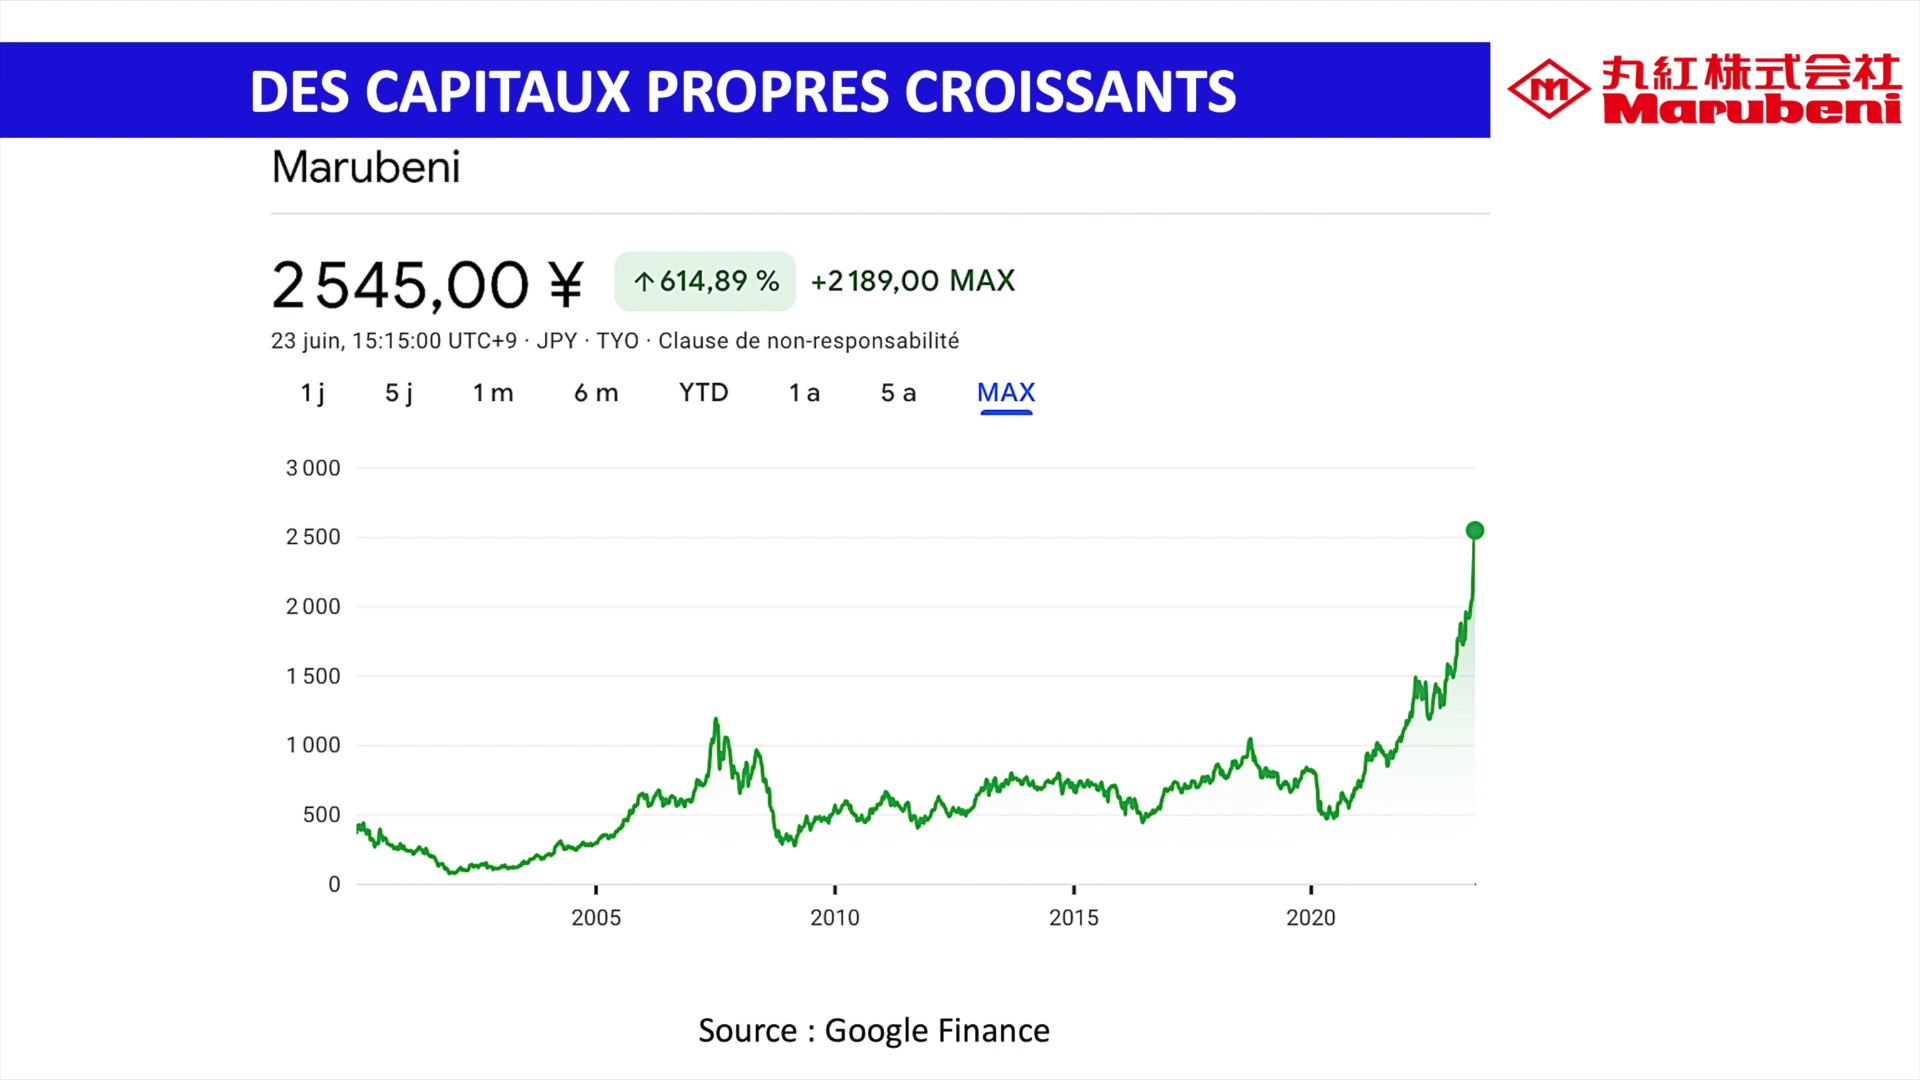 DES CAPITAUX PROPRES CROISSANTS
丸紅株式会社
Marubeni
Marubeni
2 545,00 ¥ ↑ 614,89 % +2 189,00 MAX
23 juin, 15:15:00 UTC+9 · JPY · TYO · Clause de non-responsabilité
1 j 5 j 1 m 6 m YTD 1 a 5 a MAX
3 000
2 500
2 000
1 500
1 000
500
0
2005 2010 2015 2020
Source : Google Finance